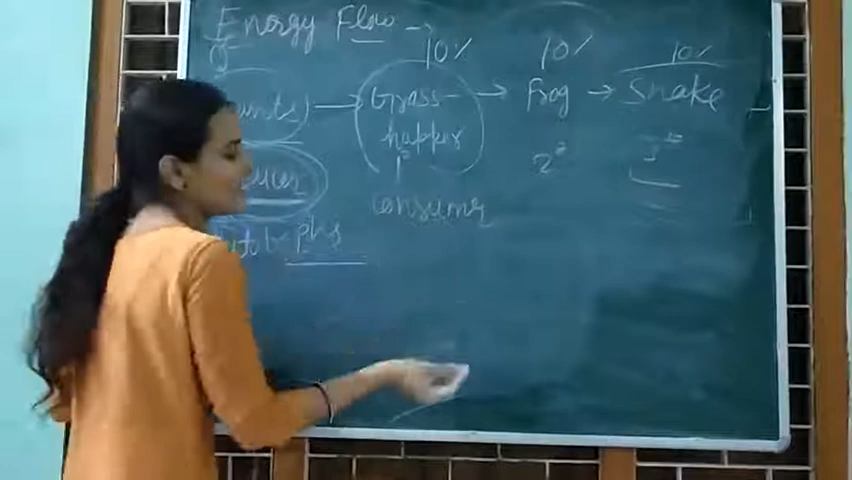 Energy Flow →
10% 10% 10%
→ Grass- → Frog → Snake
hopper
1° 2° 3°
consumer